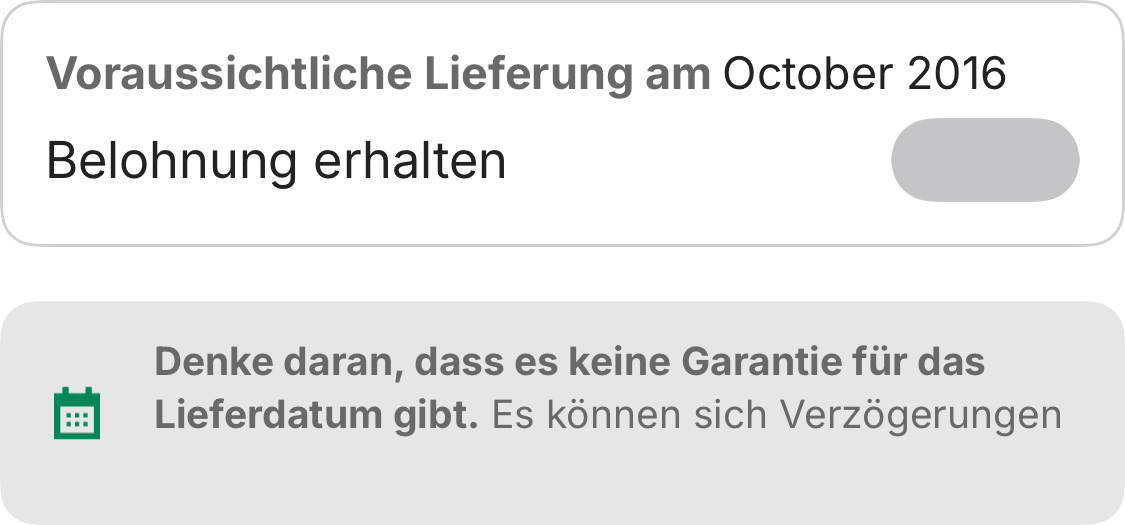 Voraussichtliche Lieferung am October 2016
Belohnung erhalten
Denke daran, dass es keine Garantie für das
Lieferdatum gibt. Es können sich Verzögerungen